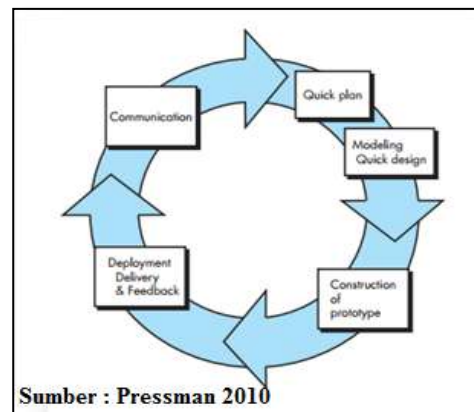 Communication
Quick plan
Modeling
Quick design
Construction
of
prototype
Deployment
Delivery
& Feedback
Sumber : Pressman 2010